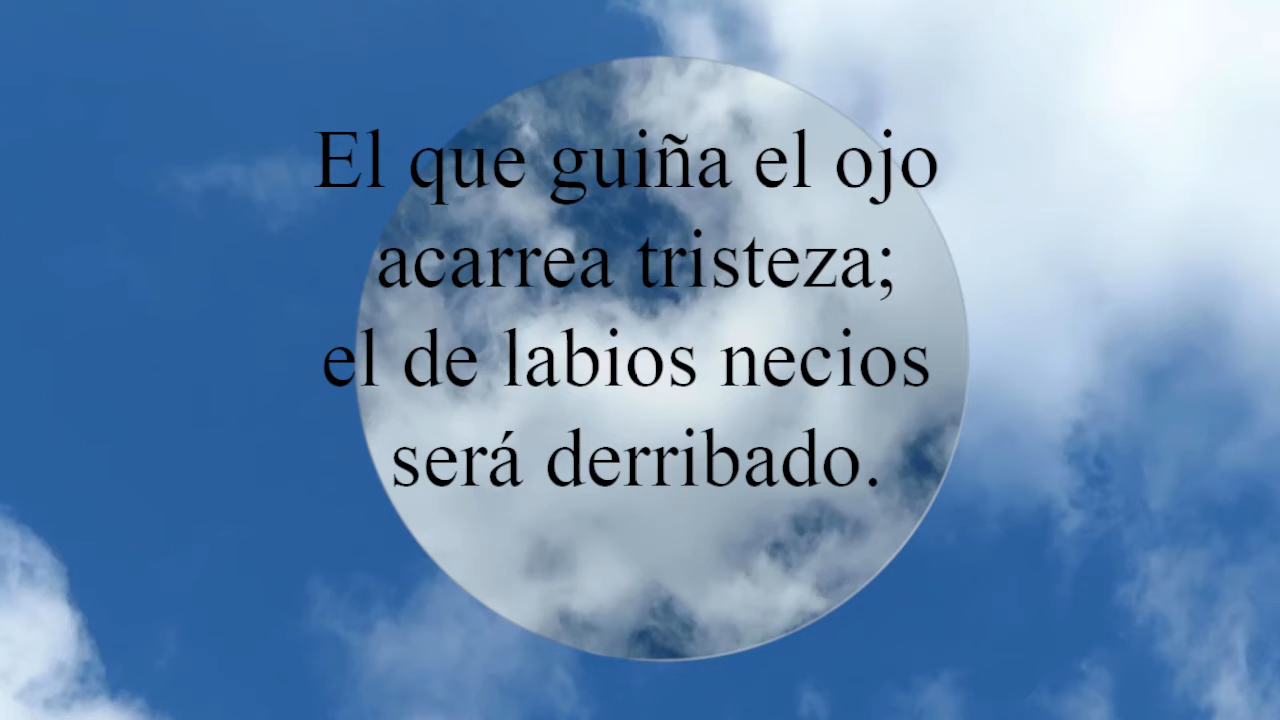 El que guiña el ojo
acarrea tristeza;
el de labios necios
será derribado.